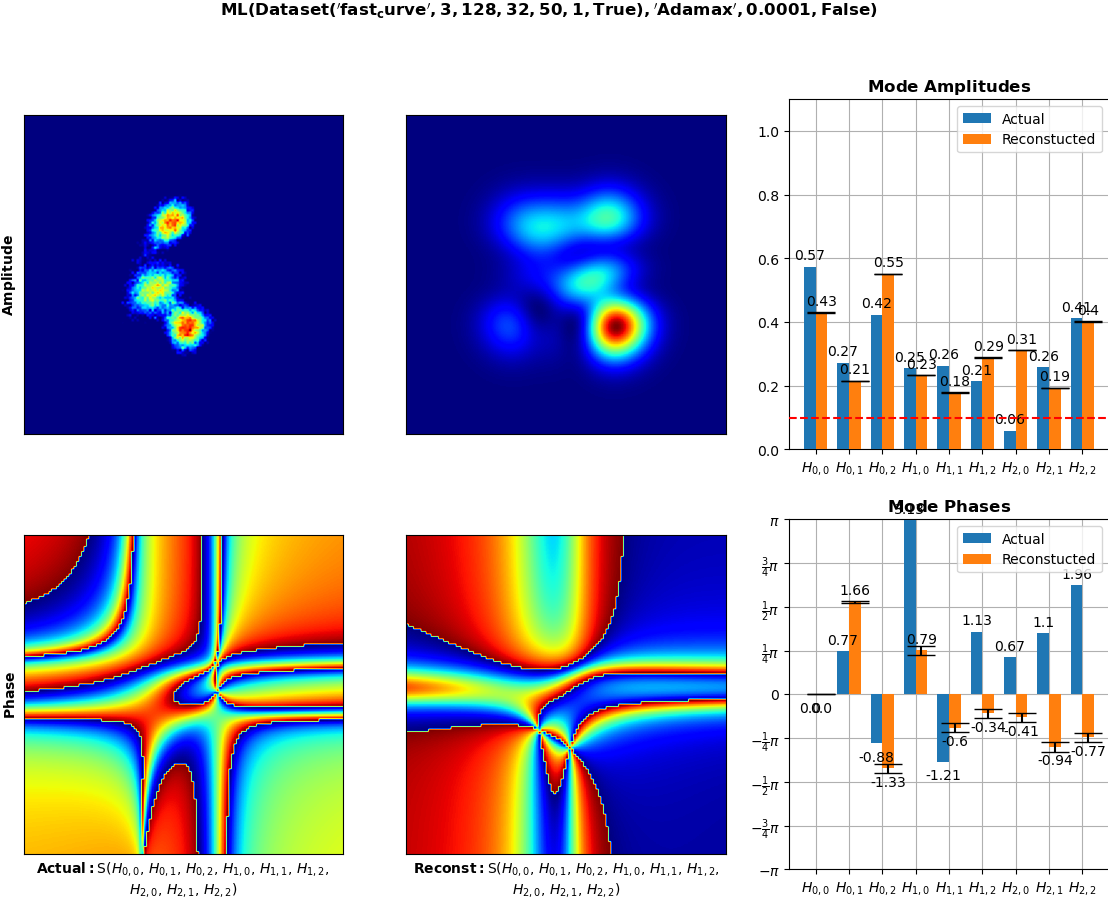 ML(Dataset('fast_curve', 3, 128, 32, 50, 1, True), 'Adamax', 0.0001, False)
Amplitude
Mode Amplitudes
Actual
Reconstucted
1.0
0.8
0.6
0.4
0.2
0.0
0.57
0.43
0.27
0.21
0.42
0.55
0.25
0.23
0.26
0.18
0.21
0.29
0.06
0.31
0.26
0.19
0.41
0.4
H0,0 H0,1 H0,2 H1,0 H1,1 H1,2 H2,0 H2,1 H2,2
Phase
Mode Phases
Actual
Reconstucted
π
3/4π
1/2π
1/4π
0
−1/4π
−1/2π
−3/4π
−π
0.0
0.0
0.77
1.66
-0.88
-1.33
3.13
0.79
-1.21
-0.6
1.13
-0.34
0.67
-0.41
1.1
-0.94
1.96
-0.77
H0,0 H0,1 H0,2 H1,0 H1,1 H1,2 H2,0 H2,1 H2,2
Actual: S(H0,0, H0,1, H0,2, H1,0, H1,1, H1,2,
H2,0, H2,1, H2,2)
Reconst: S(H0,0, H0,1, H0,2, H1,0, H1,1, H1,2,
H2,0, H2,1, H2,2)